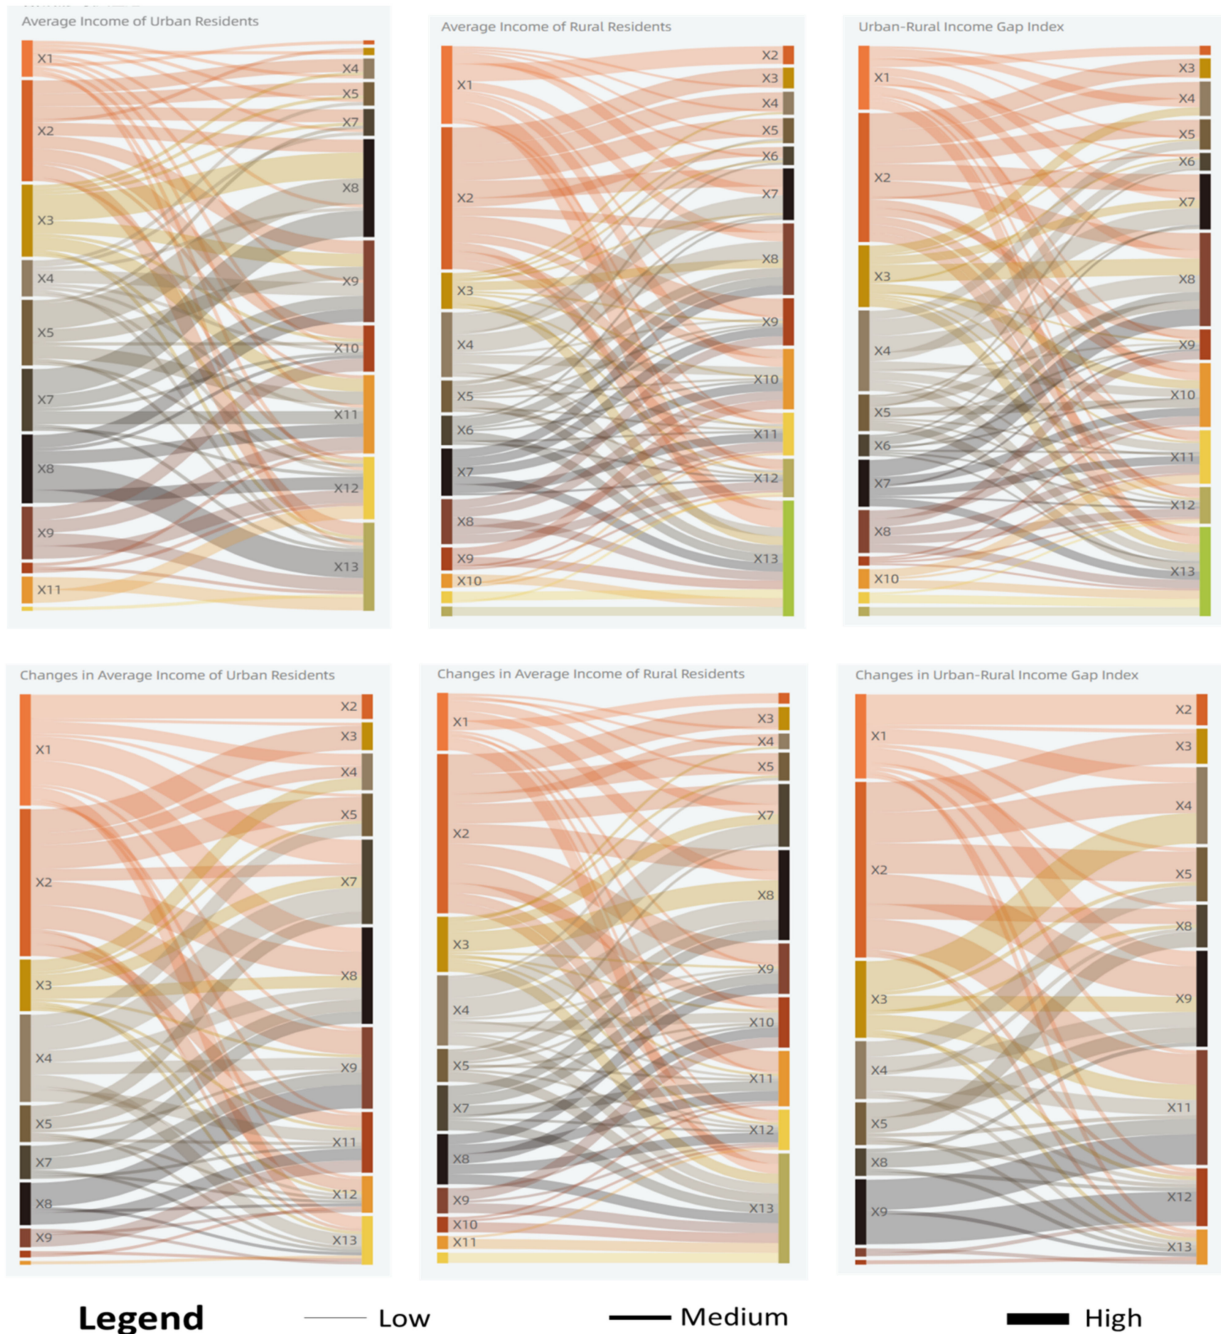 Average Income of Urban Residents
X1
X2
X3
X4
X5
X7
X8
X9
X11
X4
X5
X7
X8
X9
X10
X11
X12
X13
Average Income of Rural Residents
X1
X2
X3
X4
X5
X6
X7
X8
X9
X10
X2
X3
X4
X5
X6
X7
X8
X9
X10
X11
X12
X13
Urban-Rural Income Gap Index
X1
X2
X3
X4
X5
X6
X7
X8
X10
X3
X4
X5
X6
X7
X8
X9
X10
X11
X12
X13
Changes in Average Income of Urban Residents
X1
X2
X3
X4
X5
X7
X8
X9
X2
X3
X4
X5
X7
X8
X9
X11
X12
X13
Changes in Average Income of Rural Residents
X1
X2
X3
X4
X5
X7
X8
X9
X10
X11
X3
X4
X5
X7
X8
X9
X10
X11
X12
X13
Changes in Urban-Rural Income Gap Index
X1
X2
X3
X4
X5
X8
X9
X2
X3
X4
X5
X8
X9
X11
X12
X13
Legend Low Medium High